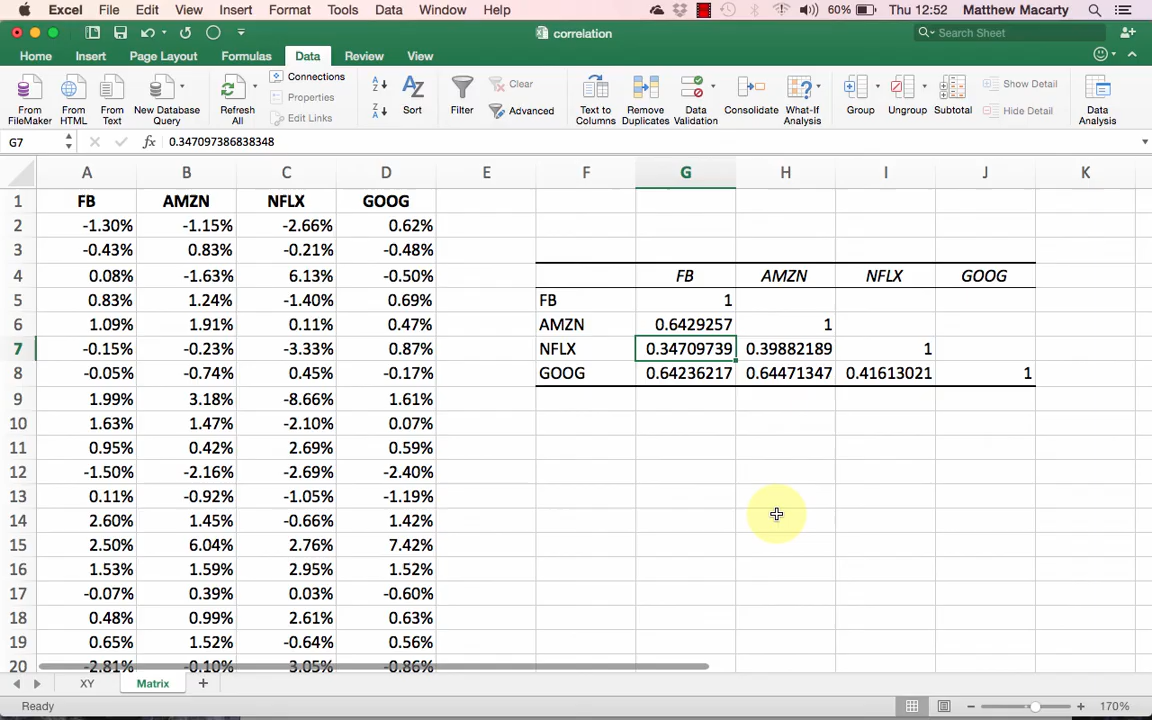 Excel File Edit View Insert Format Tools Data Window Help 60% Thu 12:52 Matthew Macarty
correlation
Search Sheet
Home Insert Page Layout Formulas Data Review View
From FileMaker
From HTML
From Text
New Database Query
Refresh All
Connections
Properties
Edit Links
Sort
Filter
Clear
Advanced
Text to Columns
Remove Duplicates
Data Validation
Consolidate
What-If Analysis
Group
Ungroup
Subtotal
Show Detail
Hide Detail
Data Analysis
G7 fx 0.347097386838348
A B C D E F G H I J K
1 FB AMZN NFLX GOOG
2 -1.30% -1.15% -2.66% 0.62%
3 -0.43% 0.83% -0.21% -0.48%
4 0.08% -1.63% 6.13% -0.50% FB AMZN NFLX GOOG
5 0.83% 1.24% -1.40% 0.69% FB 1
6 1.09% 1.91% 0.11% 0.47% AMZN 0.6429257 1
7 -0.15% -0.23% -3.33% 0.87% NFLX 0.34709739 0.39882189 1
8 -0.05% -0.74% 0.45% -0.17% GOOG 0.64236217 0.64471347 0.41613021 1
9 1.99% 3.18% -8.66% 1.61%
10 1.63% 1.47% -2.10% 0.07%
11 0.95% 0.42% 2.69% 0.59%
12 -1.50% -2.16% -2.69% -2.40%
13 0.11% -0.92% -1.05% -1.19%
14 2.60% 1.45% -0.66% 1.42%
15 2.50% 6.04% 2.76% 7.42%
16 1.53% 1.59% 2.95% 1.52%
17 -0.07% 0.39% 0.03% -0.60%
18 0.48% 0.99% 2.61% 0.63%
19 0.65% 1.52% -0.64% 0.56%
20 -2.81% -0.10% 3.05% -0.86%
XY Matrix +
Ready 170%